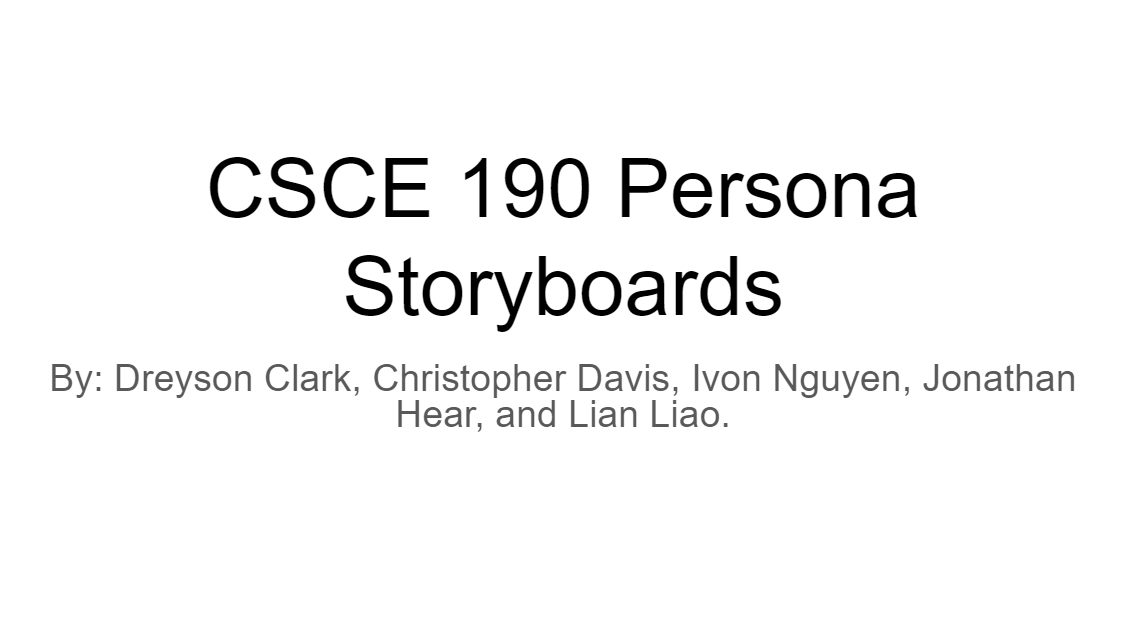 CSCE 190 Persona
Storyboards
By: Dreyson Clark, Christopher Davis, Ivon Nguyen, Jonathan
Hear, and Lian Liao.